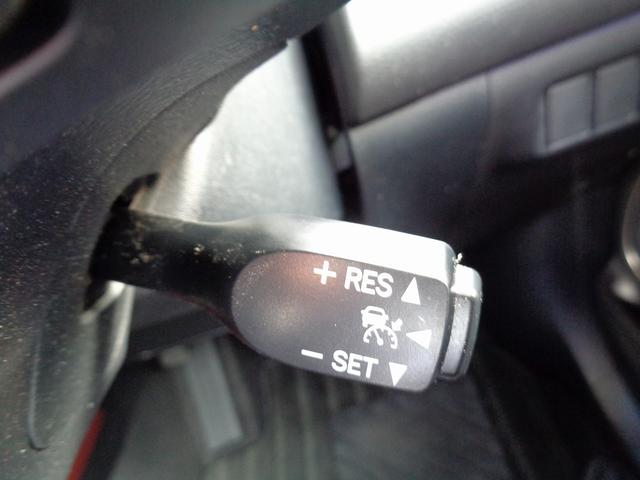 + RES ▲
◀
− SET ▼